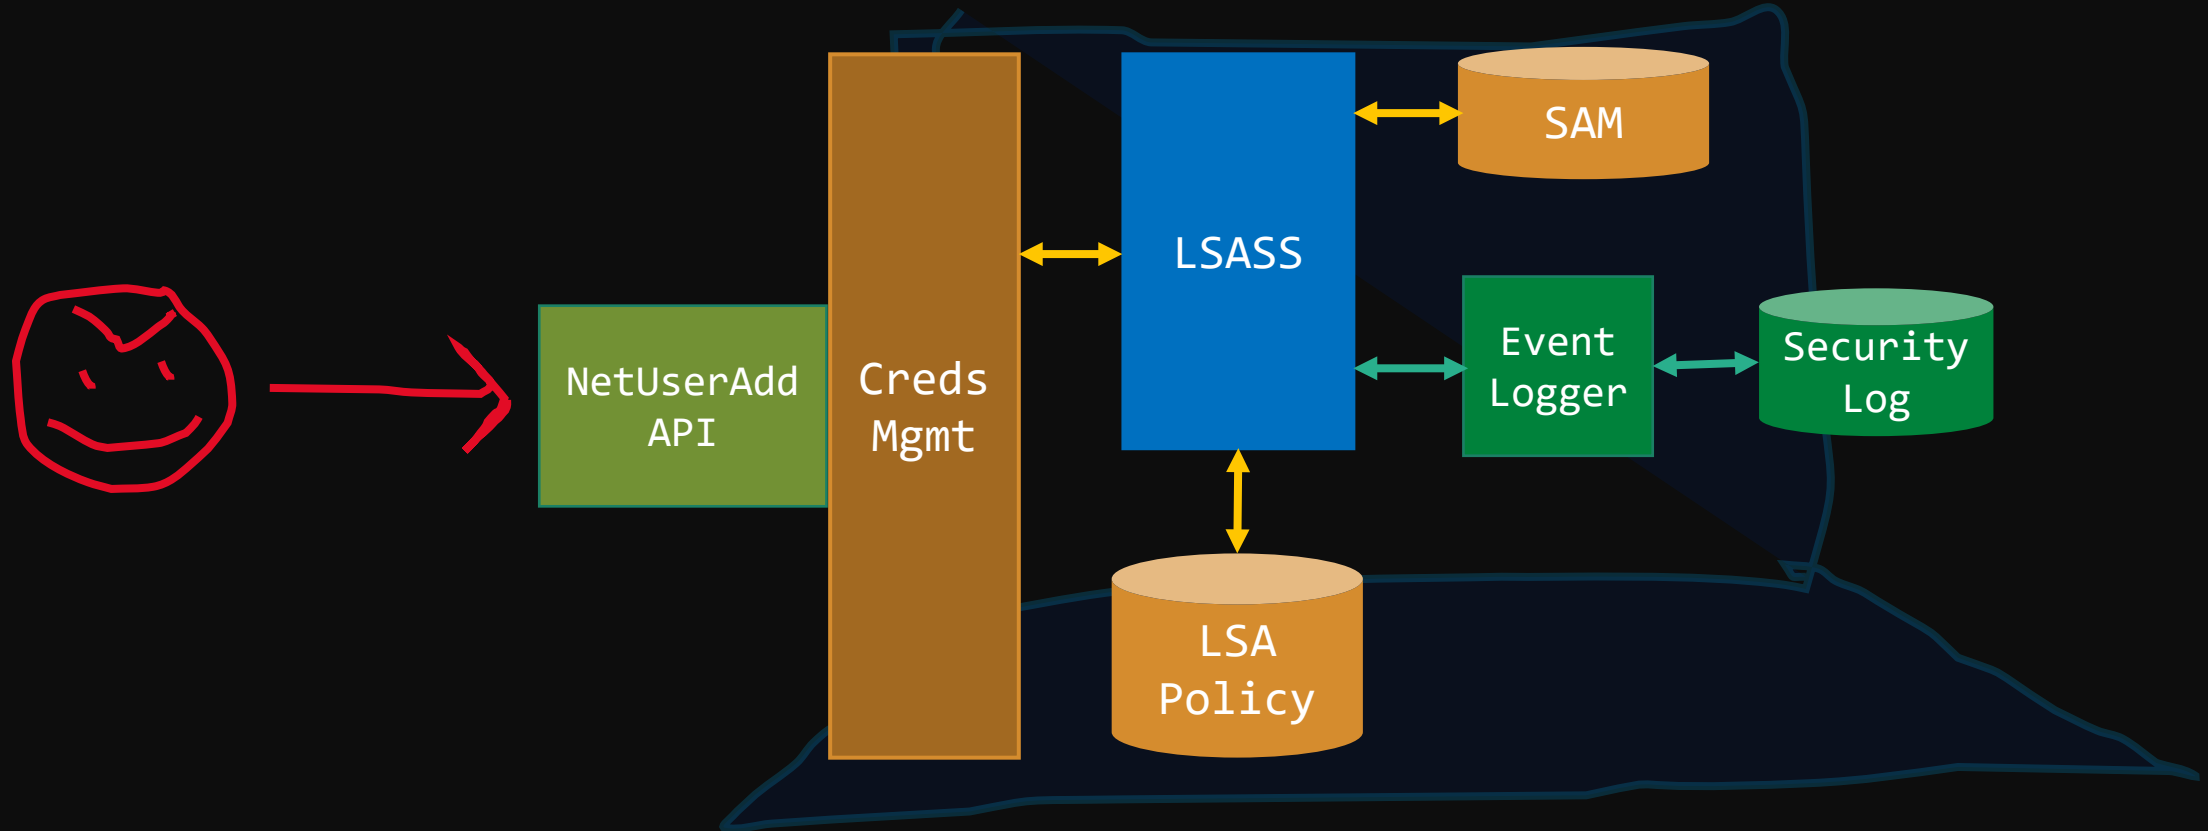 NetUserAdd
API
Creds
Mgmt
LSASS
SAM
Event
Logger
Security
Log
LSA
Policy